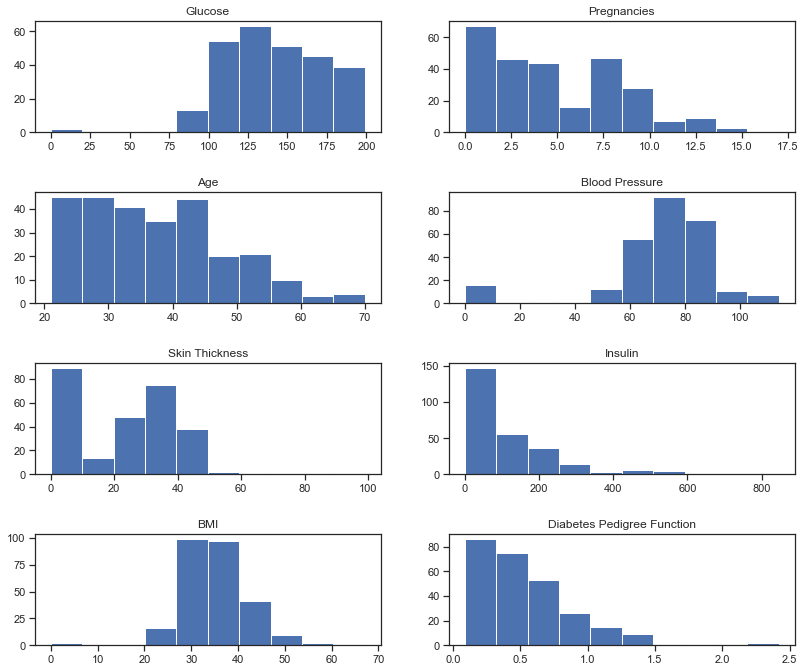 Glucose
60
40
20
0
0 25 50 75 100 125 150 175 200
Pregnancies
60
40
20
0
0.0 2.5 5.0 7.5 10.0 12.5 15.0 17.5
Age
40
30
20
10
0
20 30 40 50 60 70
Blood Pressure
80
60
40
20
0
0 20 40 60 80 100
Skin Thickness
80
60
40
20
0
0 20 40 60 80 100
Insulin
150
100
50
0
0 200 400 600 800
BMI
100
75
50
25
0
0 10 20 30 40 50 60 70
Diabetes Pedigree Function
80
60
40
20
0
0.0 0.5 1.0 1.5 2.0 2.5